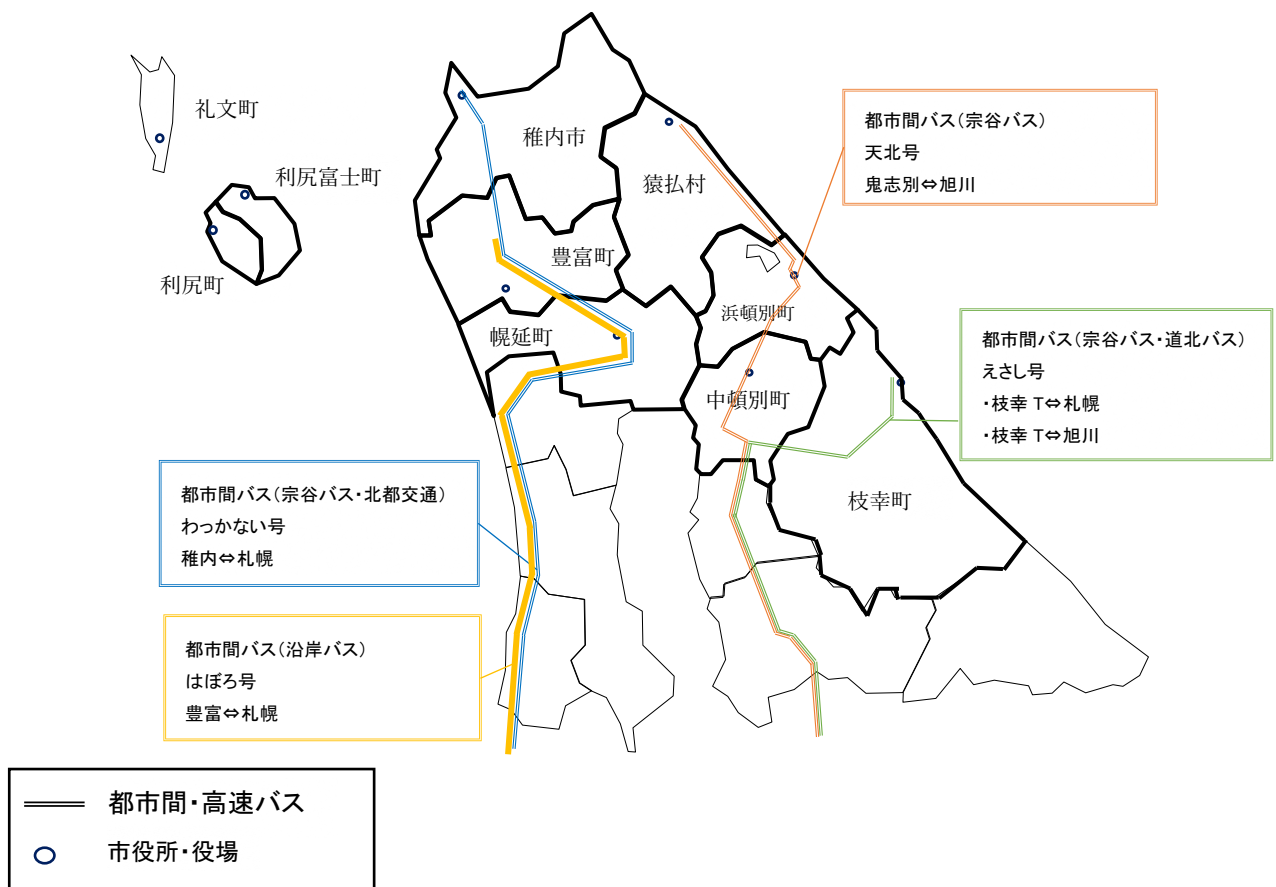 礼文町
利尻富士町
利尻町
稚内市
猿払村
豊富町
幌延町
浜頓別町
中頓別町
枝幸町
都市間バス(宗谷バス)
天北号
鬼志別⇔旭川
都市間バス(宗谷バス・道北バス)
えさし号
・枝幸 T⇔札幌
・枝幸 T⇔旭川
都市間バス(宗谷バス・北都交通)
わっかない号
稚内⇔札幌
都市間バス(沿岸バス)
はぼろ号
豊富⇔札幌
都市間・高速バス
市役所・役場